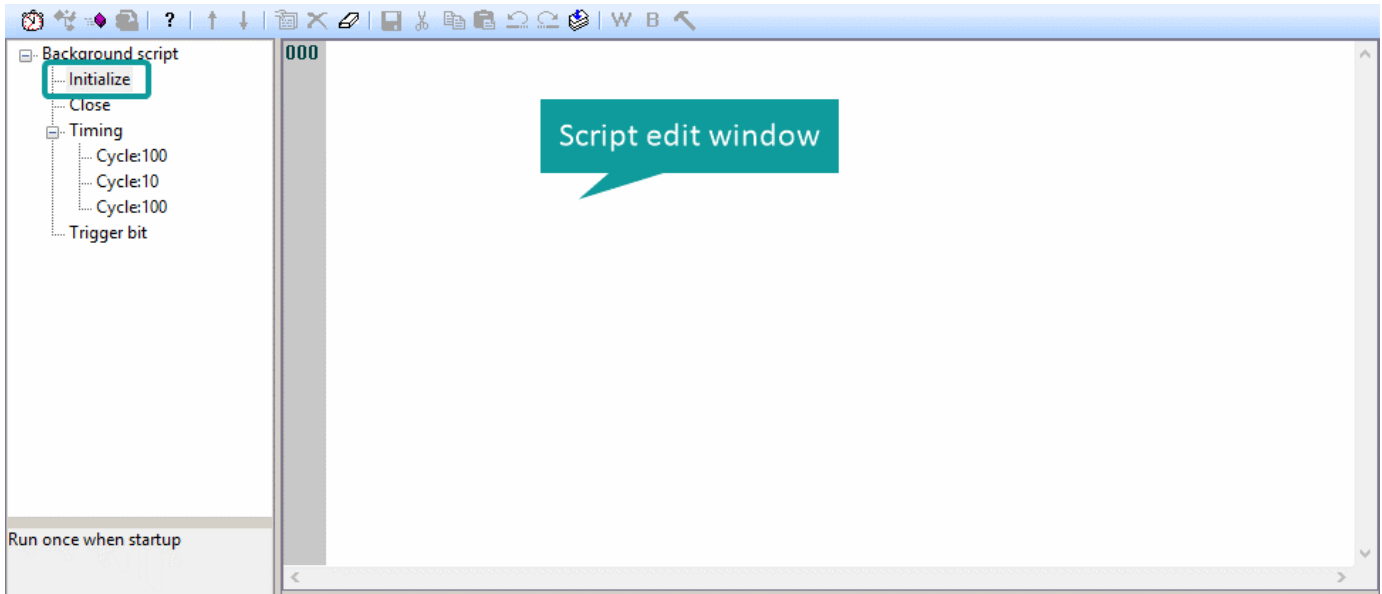 ? W B
Background script
000
Initialize
Close
Timing
Cycle:100
Cycle:10
Cycle:100
Trigger bit
Script edit window
Run once when startup